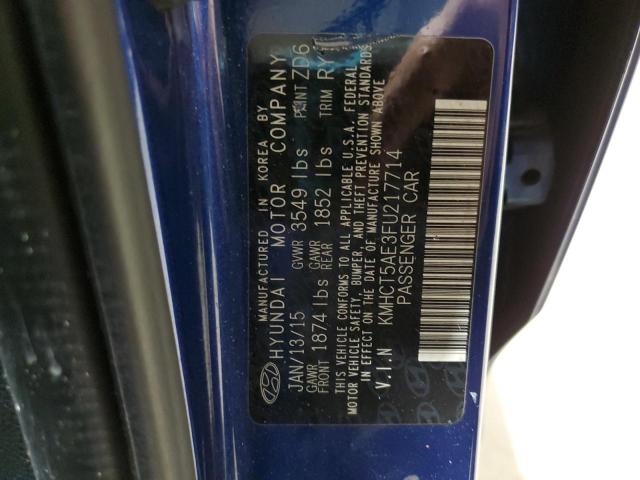 MANUFACTURED IN KOREA BY
HYUNDAI MOTOR COMPANY
JAN/13/15 GVWR 3549 lbs PAINT ZD6
GAWR FRONT 1874 lbs GAWR REAR 1852 lbs TRIM RY
THIS VEHICLE CONFORMS TO ALL APPLICABLE U.S.A. FEDERAL
MOTOR VEHICLE SAFETY, BUMPER, AND THEFT PREVENTION STANDARDS
IN EFFECT ON THE DATE OF MANUFACTURE SHOWN ABOVE
V.I.N KMHCT5AE3FU217714
PASSENGER CAR